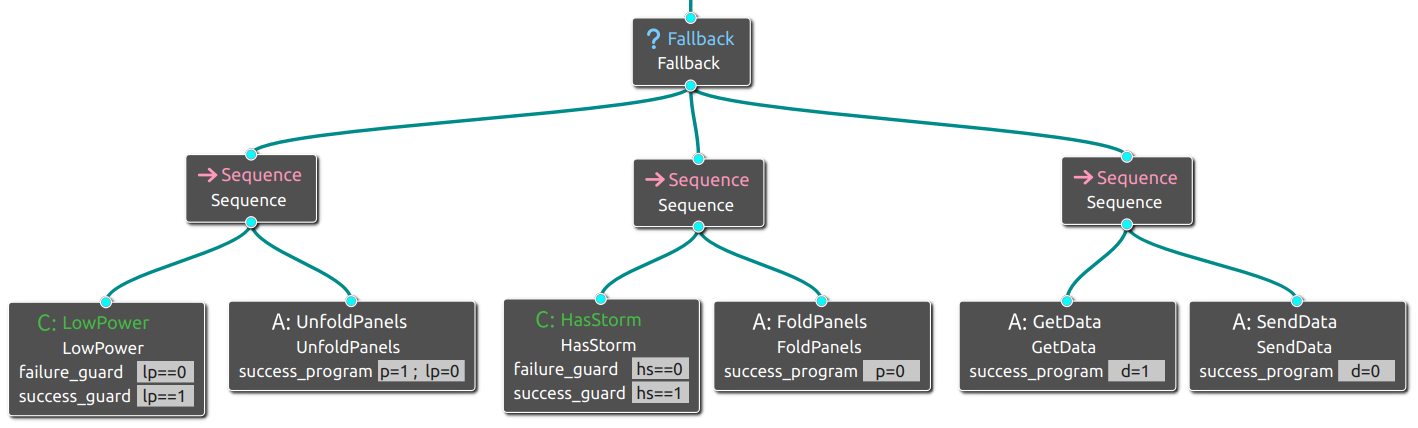 ? Fallback
Fallback
→ Sequence
Sequence
→ Sequence
Sequence
→ Sequence
Sequence
C: LowPower
LowPower
failure_guard lp==0
success_guard lp==1
A: UnfoldPanels
UnfoldPanels
success_program p=1 ; lp=0
C: HasStorm
HasStorm
failure_guard hs==0
success_guard hs==1
A: FoldPanels
FoldPanels
success_program p=0
A: GetData
GetData
success_program d=1
A: SendData
SendData
success_program d=0